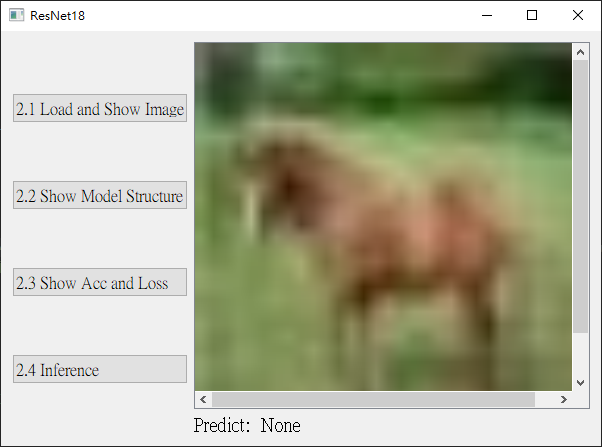 ResNet18
2.1 Load and Show Image
2.2 Show Model Structure
2.3 Show Acc and Loss
2.4 Inference
Predict: None